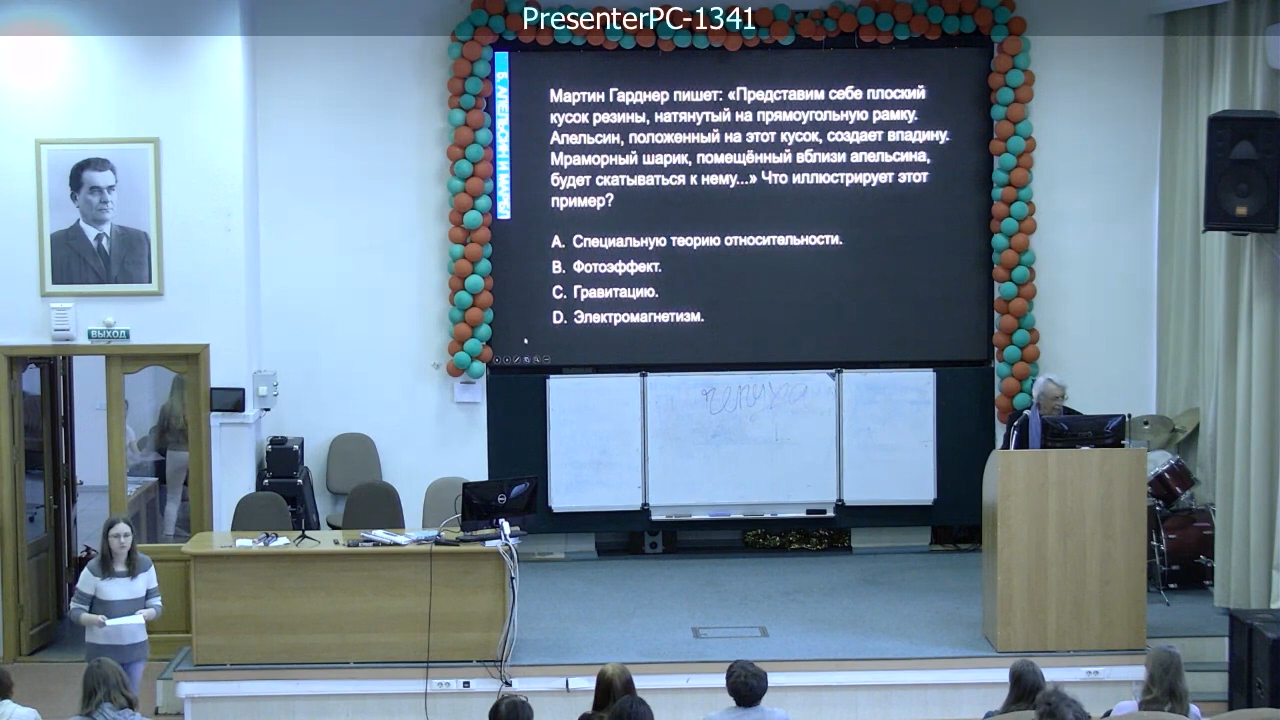 PresenterPC-1341
Мартин Гарднер пишет: «Представим себе плоский
кусок резины, натянутый на прямоугольную рамку.
Апельсин, положенный на этот кусок, создает впадину.
Мраморный шарик, помещённый вблизи апельсина,
будет скатываться к нему...» Что иллюстрирует этот
пример?
A. Специальную теорию относительности.
B. Фотоэффект.
C. Гравитацию.
D. Электромагнетизм.
чепуха
ВЫХОД
DELL